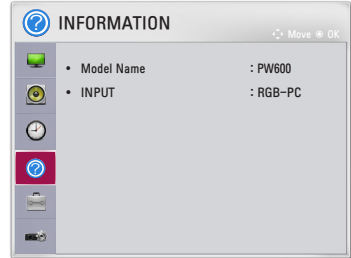 INFORMATION
Move OK
• Model Name : PW600
• INPUT : RGB-PC